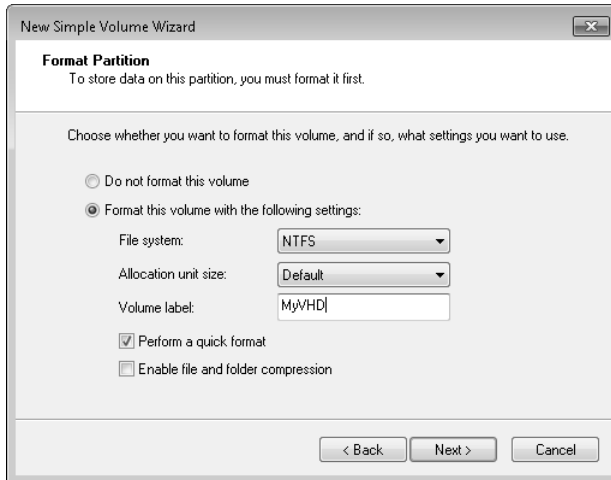 New Simple Volume Wizard
Format Partition
To store data on this partition, you must format it first.
Choose whether you want to format this volume, and if so, what settings you want to use.
Do not format this volume
Format this volume with the following settings:
File system: NTFS
Allocation unit size: Default
Volume label: MyVHD
Perform a quick format
Enable file and folder compression
< Back Next > Cancel